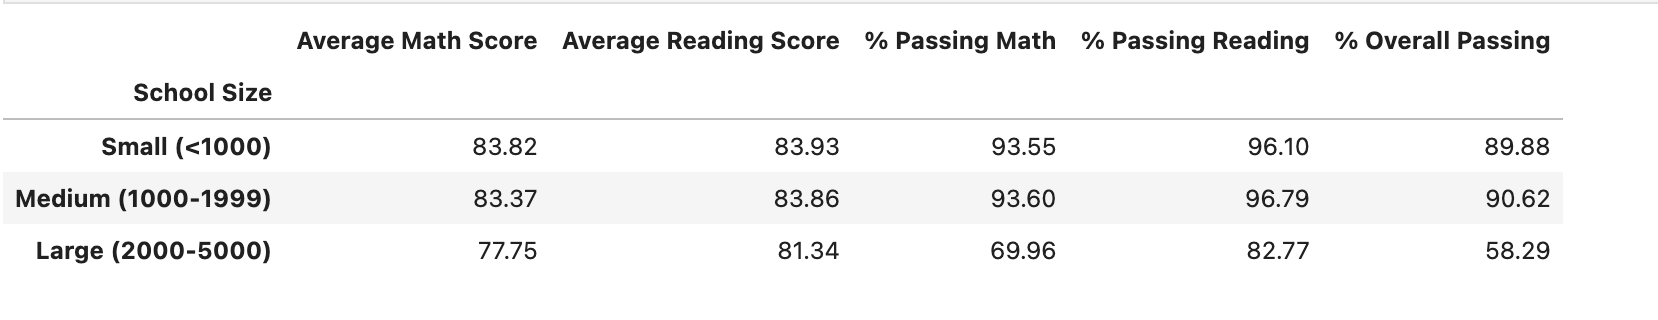 Average Math Score Average Reading Score % Passing Math % Passing Reading % Overall Passing
School Size
Small (<1000) 83.82 83.93 93.55 96.10 89.88
Medium (1000-1999) 83.37 83.86 93.60 96.79 90.62
Large (2000-5000) 77.75 81.34 69.96 82.77 58.29